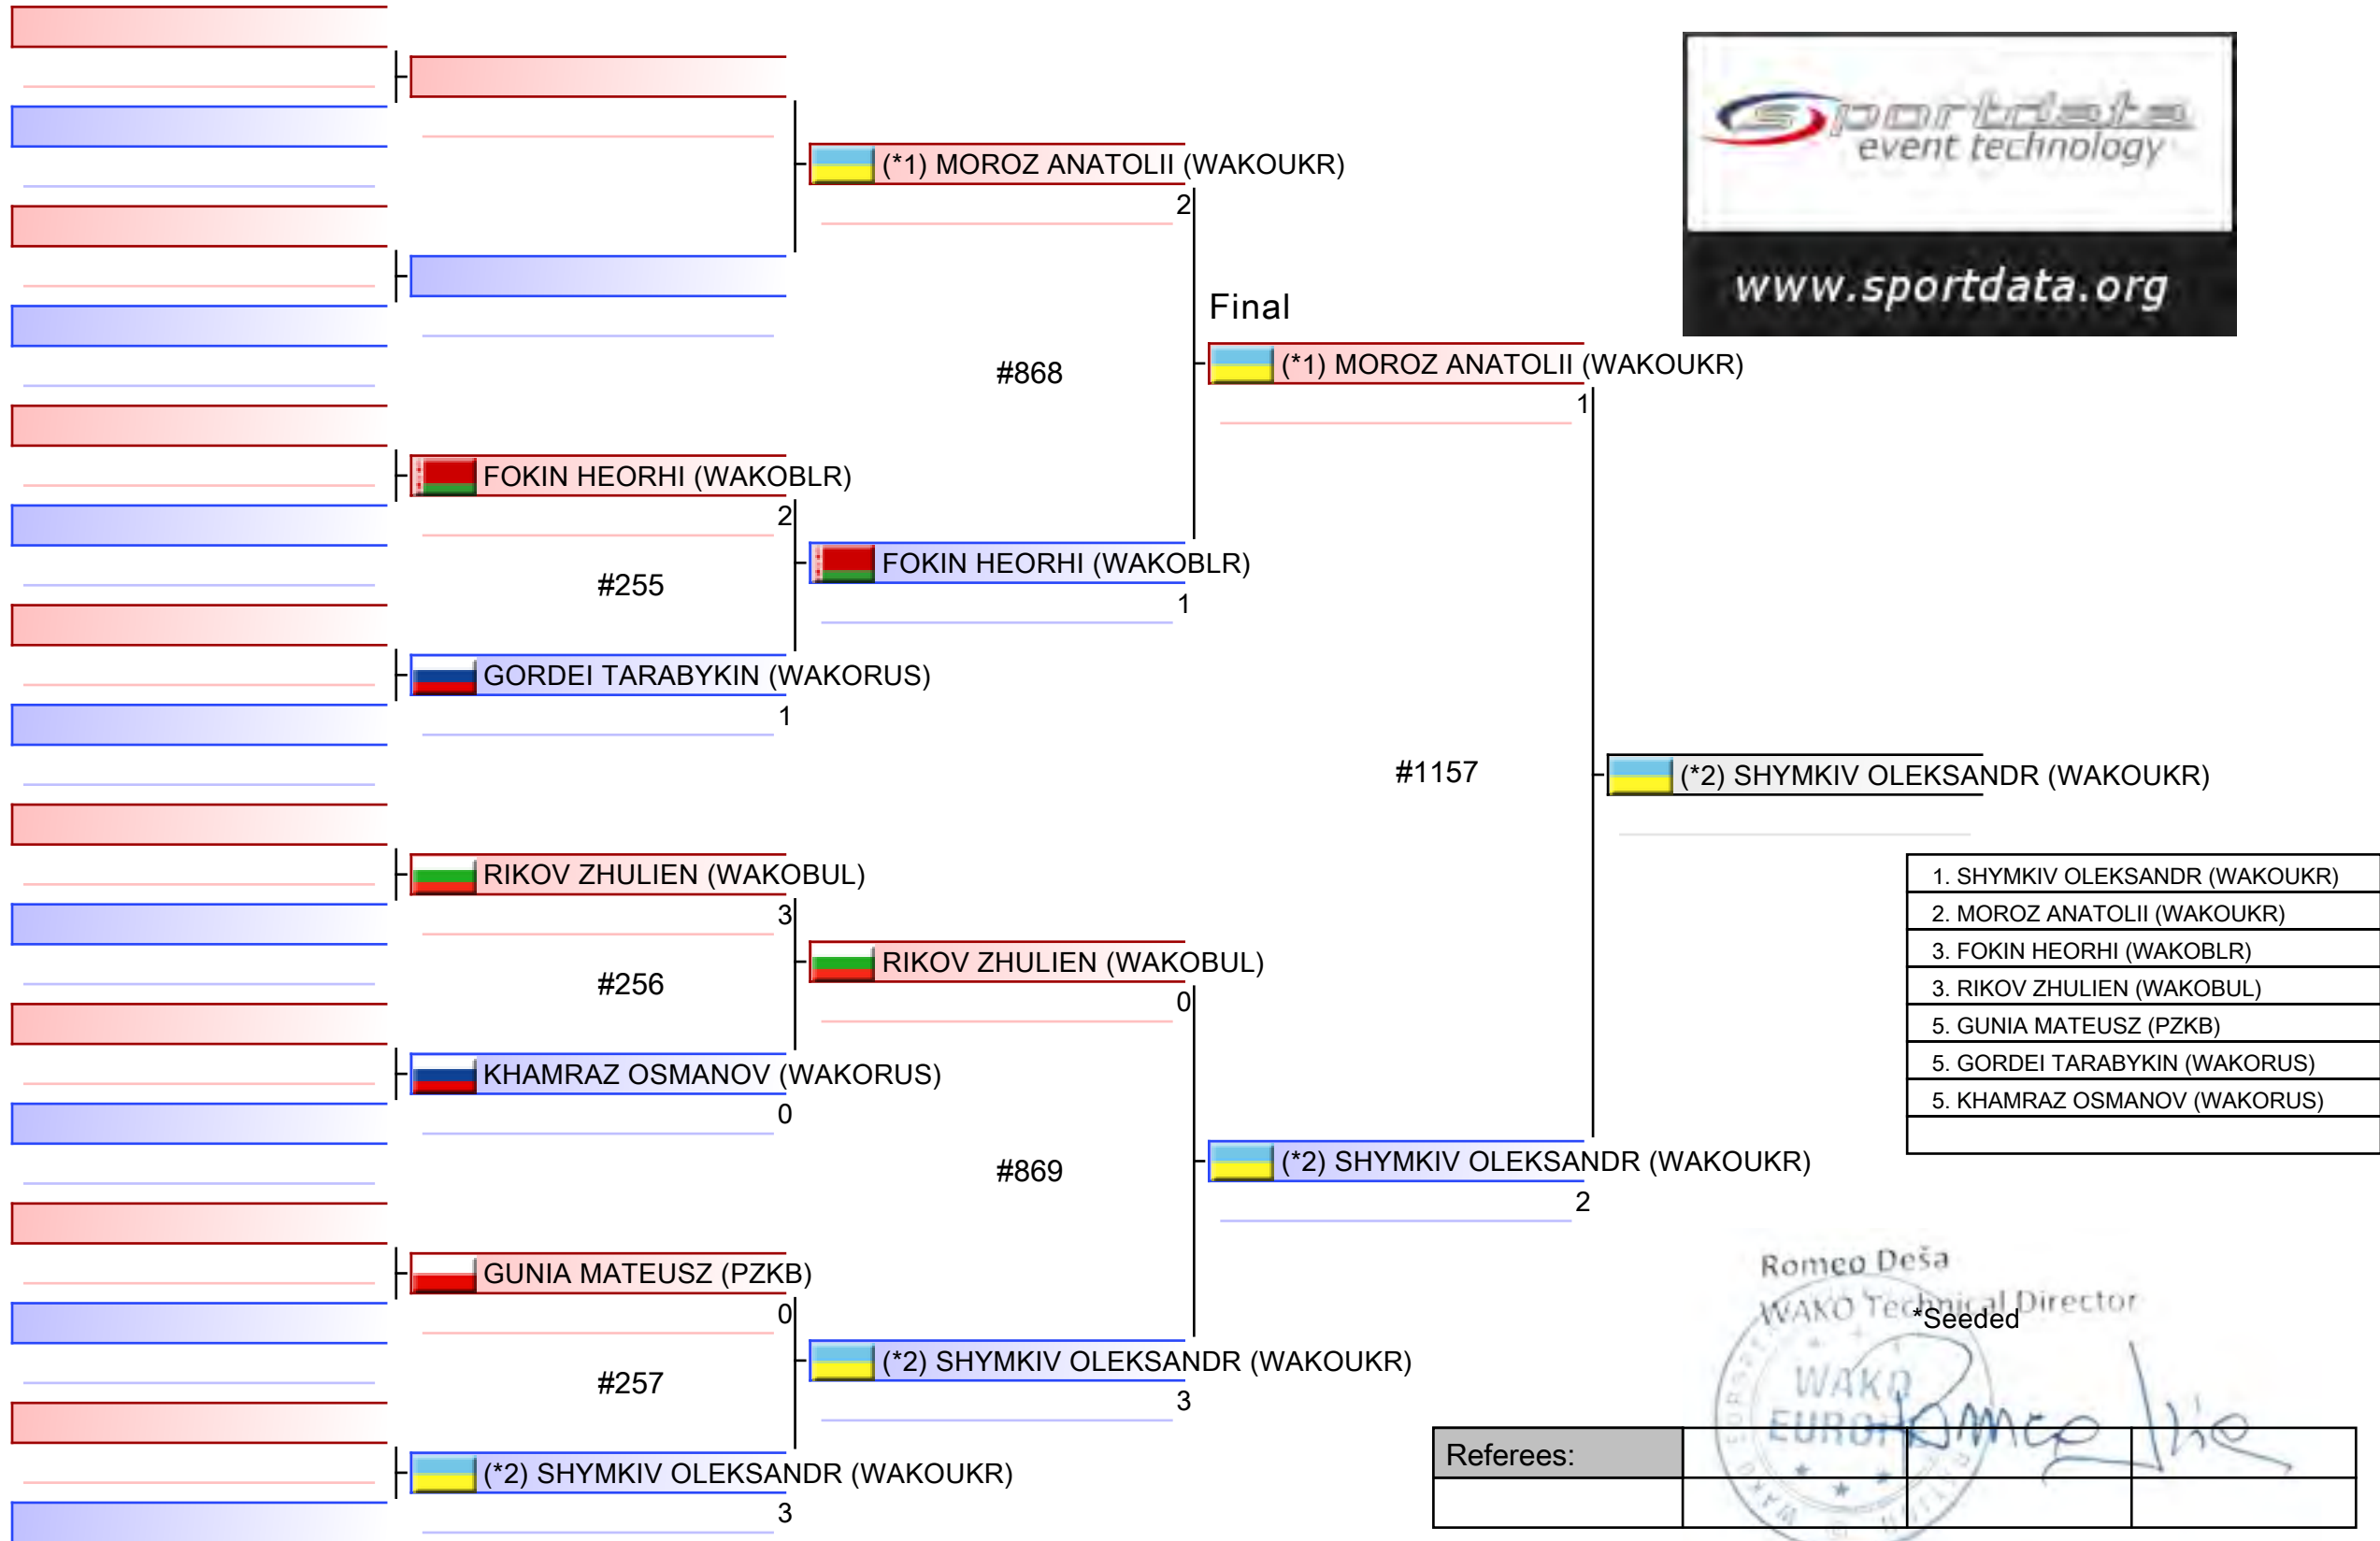 sportdata
event technology
www.sportdata.org
(*1) MOROZ ANATOLII (WAKOUKR)
2
Final
#868
(*1) MOROZ ANATOLII (WAKOUKR)
1
FOKIN HEORHI (WAKOBLR)
2
#255
FOKIN HEORHI (WAKOBLR)
1
GORDEI TARABYKIN (WAKORUS)
1
#1157
(*2) SHYMKIV OLEKSANDR (WAKOUKR)
RIKOV ZHULIEN (WAKOBUL)
3
#256
RIKOV ZHULIEN (WAKOBUL)
0
KHAMRAZ OSMANOV (WAKORUS)
0
#869
(*2) SHYMKIV OLEKSANDR (WAKOUKR)
2
GUNIA MATEUSZ (PZKB)
0
#257
(*2) SHYMKIV OLEKSANDR (WAKOUKR)
3
(*2) SHYMKIV OLEKSANDR (WAKOUKR)
3
1. SHYMKIV OLEKSANDR (WAKOUKR)
2. MOROZ ANATOLII (WAKOUKR)
3. FOKIN HEORHI (WAKOBLR)
3. RIKOV ZHULIEN (WAKOBUL)
5. GUNIA MATEUSZ (PZKB)
5. GORDEI TARABYKIN (WAKORUS)
5. KHAMRAZ OSMANOV (WAKORUS)
Romeo Deša
WAKO Technical Director
*Seeded
WAKO
Referees: